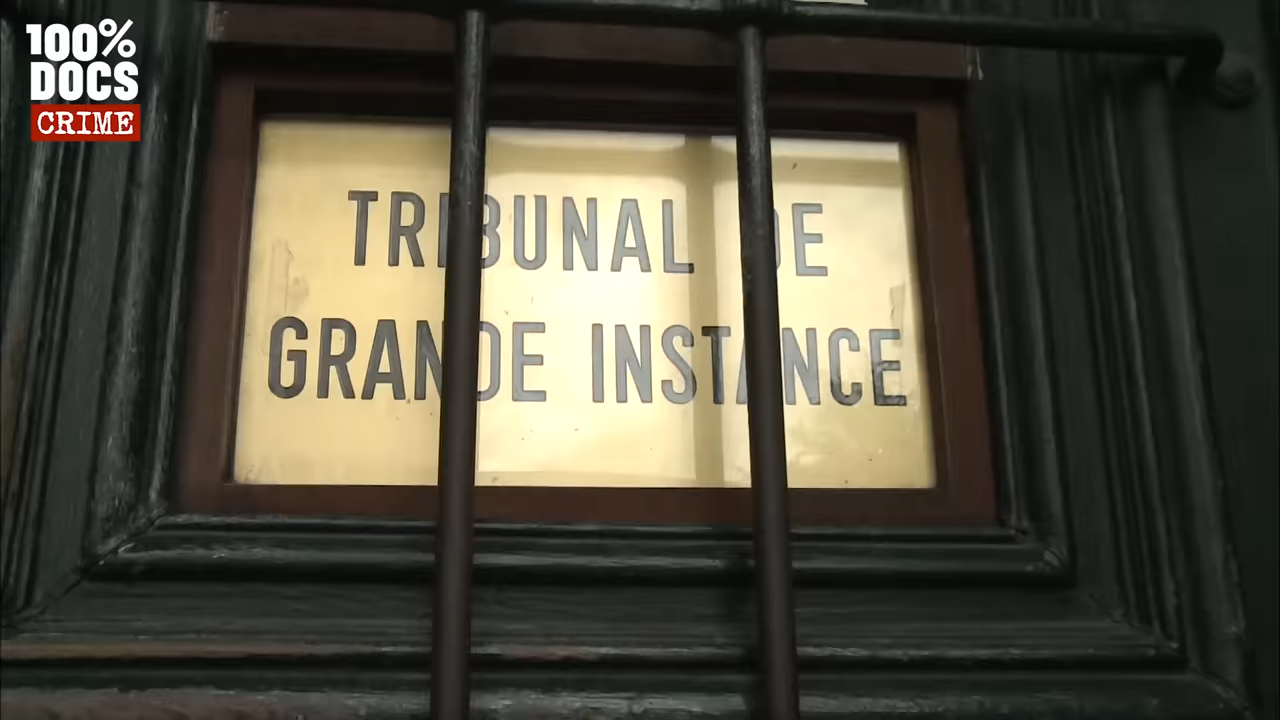 100%
DOCS
CRIME
TRIBUNAL DE
GRANDE INSTANCE